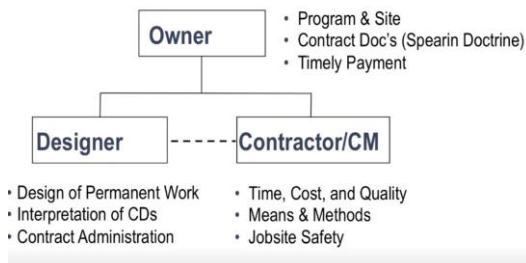 Owner
• Program & Site
• Contract Doc's (Spearin Doctrine)
• Timely Payment
Designer
Contractor/CM
• Design of Permanent Work
• Interpretation of CDs
• Contract Administration
• Time, Cost, and Quality
• Means & Methods
• Jobsite Safety